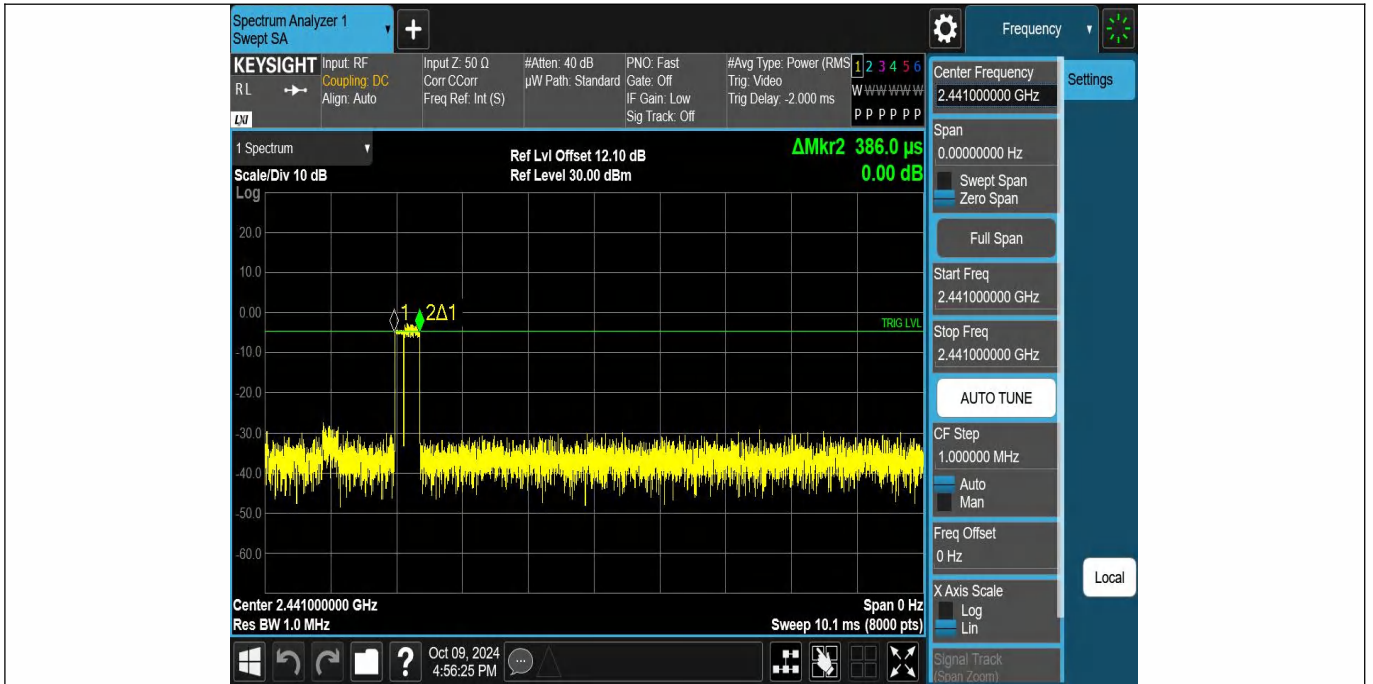 Spectrum Analyzer 1
Swept SA
+
Frequency
KEYSIGHT
R L
LXI
Input: RF
Coupling: DC
Align: Auto
Input Z: 50 Ω
Corr CCorr
Freq Ref: Int (S)
#Atten: 40 dB
µW Path: Standard
PNO: Fast
Gate: Off
IF Gain: Low
Sig Track: Off
#Avg Type: Power (RMS
Trig: Video
Trig Delay: -2.000 ms
1 2 3 4 5 6
W W W W W W
P P P P P P
1 Spectrum
Scale/Div 10 dB
Ref Lvl Offset 12.10 dB
Ref Level 30.00 dBm
ΔMkr2 386.0 µs
0.00 dB
Log
20.0
10.0
0.00
-10.0
-20.0
-30.0
-40.0
-50.0
-60.0
1 2Δ1
TRIG LVL
Center 2.441000000 GHz
Res BW 1.0 MHz
Span 0 Hz
Sweep 10.1 ms (8000 pts)
Center Frequency
2.441000000 GHz
Settings
Span
0.00000000 Hz
Swept Span
Zero Span
Full Span
Start Freq
2.441000000 GHz
Stop Freq
2.441000000 GHz
AUTO TUNE
CF Step
1.000000 MHz
Auto
Man
Freq Offset
0 Hz
X Axis Scale
Log
Lin
Signal Track
(Span Zoom)
Local
?
Oct 09, 2024
4:56:25 PM